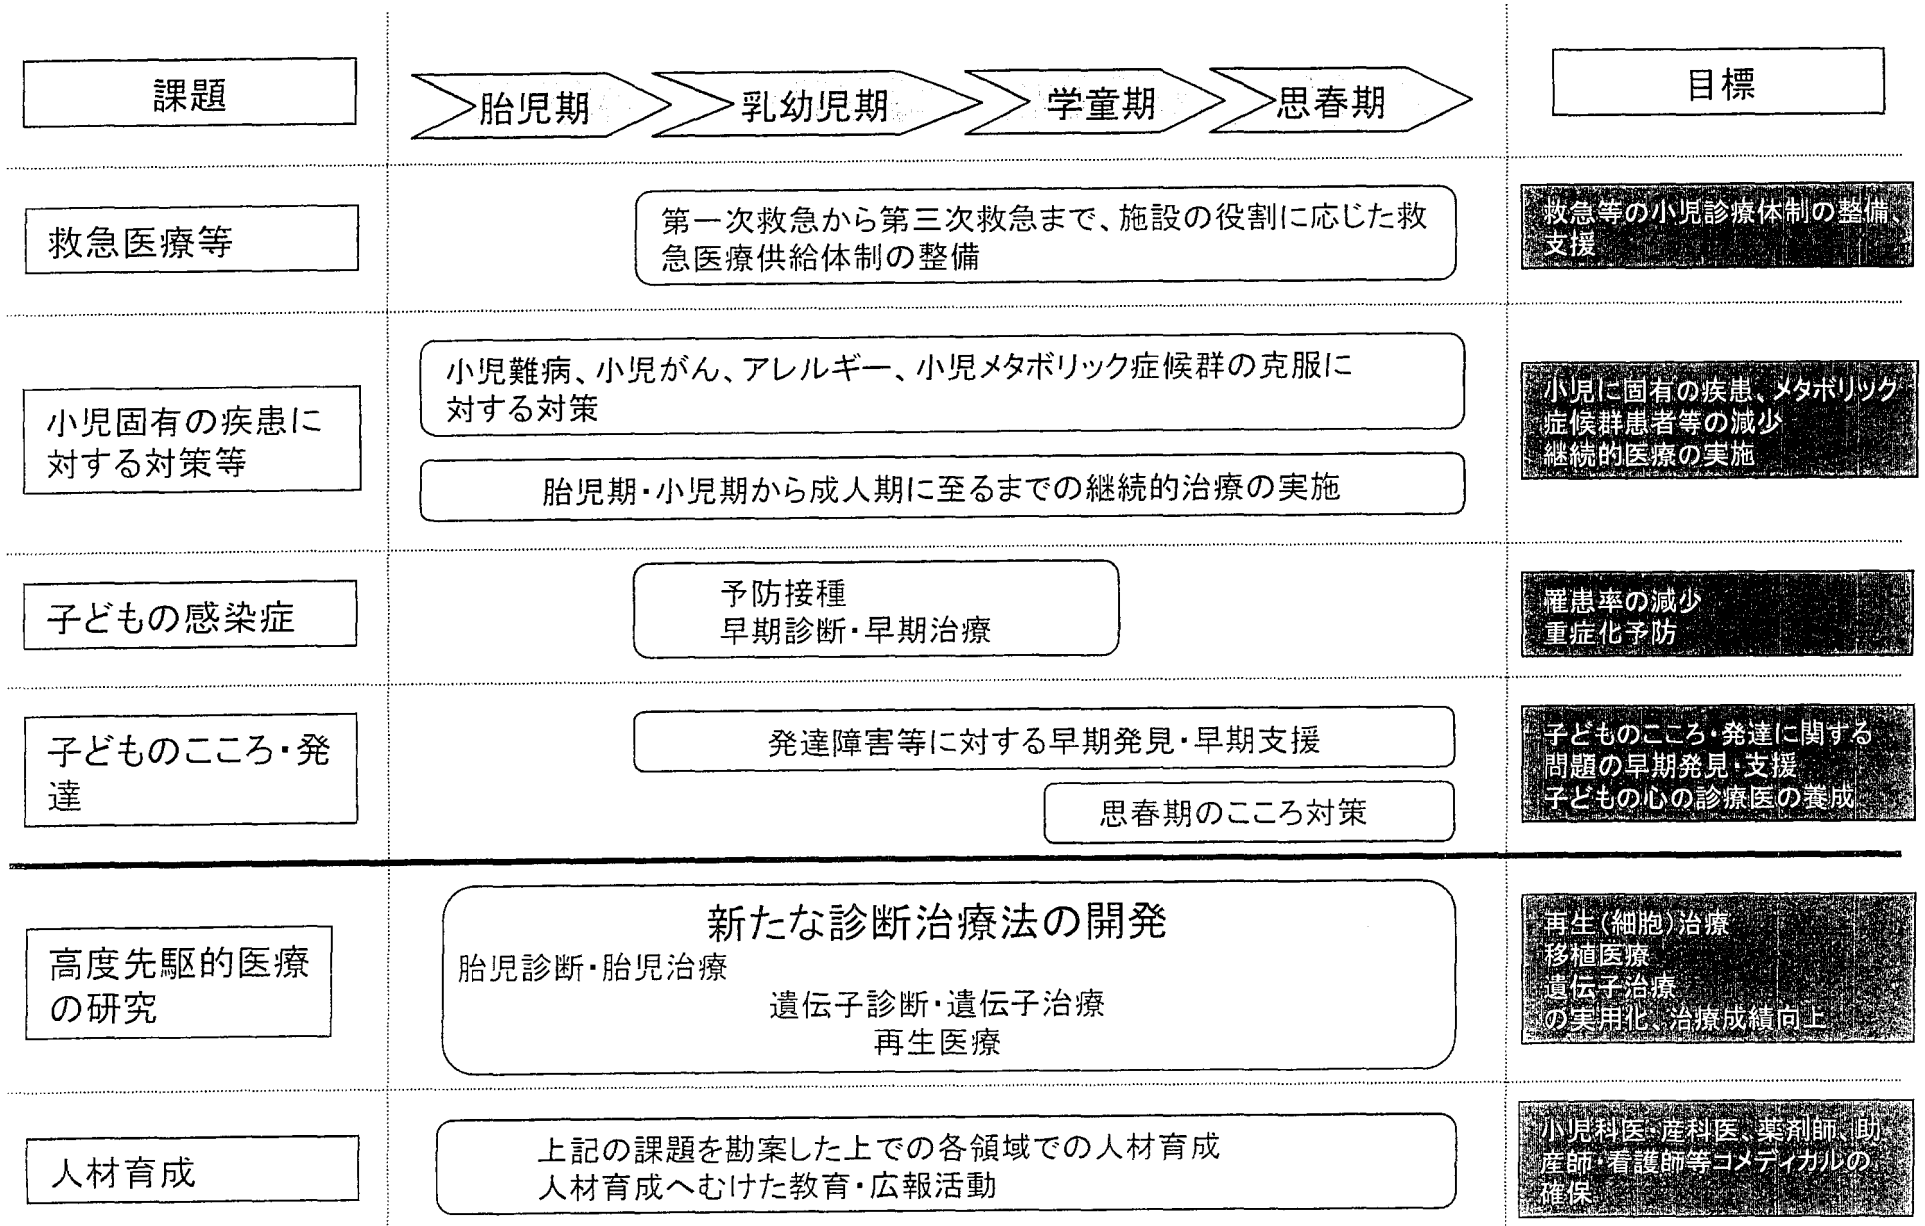 課題
胎児期
乳幼児期
学童期
思春期
目標
救急医療等
第一次救急から第三次救急まで、施設の役割に応じた救
急医療供給体制の整備
救急等の小児診療体制の整備、
支援
小児固有の疾患に
対する対策等
小児難病、小児がん、アレルギー、小児メタボリック症候群の克服に
対する対策
胎児期・小児期から成人期に至るまでの継続的治療の実施
小児に固有の疾患、メタボリック
症候群患者等の減少
継続的医療の実施
子どもの感染症
予防接種
早期診断・早期治療
罹患率の減少
重症化予防
子どものこころ・発
達
発達障害等に対する早期発見・早期支援
思春期のこころ対策
子どものこころ・発達に関する
問題の早期発見・支援
子どもの心の診療医の養成
高度先駆的医療
の研究
新たな診断治療法の開発
胎児診断・胎児治療
遺伝子診断・遺伝子治療
再生医療
再生(細胞)治療
移植医療
遺伝子治療
の実用化、治療成績向上
人材育成
上記の課題を勘案した上での各領域での人材育成
人材育成へむけた教育・広報活動
小児科医・産科医、薬剤師、助
産師・看護師等コメディカルの
確保